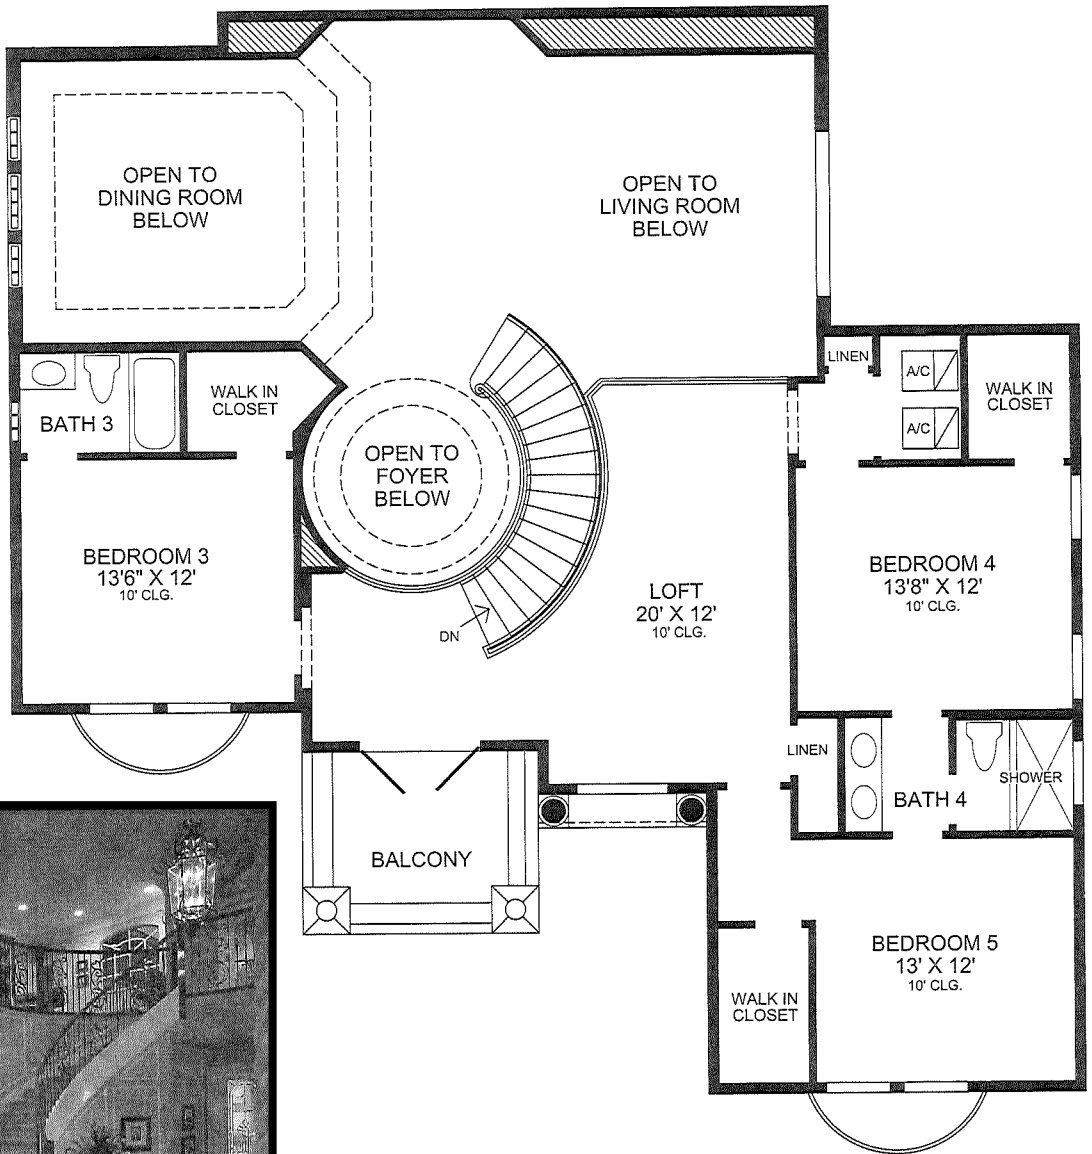 OPEN TO
DINING ROOM
BELOW
OPEN TO
LIVING ROOM
BELOW
LINEN
A/C
A/C
WALK IN
CLOSET
WALK IN
CLOSET
BATH 3
OPEN TO
FOYER
BELOW
BEDROOM 3
13'6" X 12'
10' CLG.
BEDROOM 4
13'8" X 12'
10' CLG.
LOFT
20' X 12'
10' CLG.
DN
LINEN
SHOWER
BATH 4
BALCONY
BEDROOM 5
13' X 12'
10' CLG.
WALK IN
CLOSET